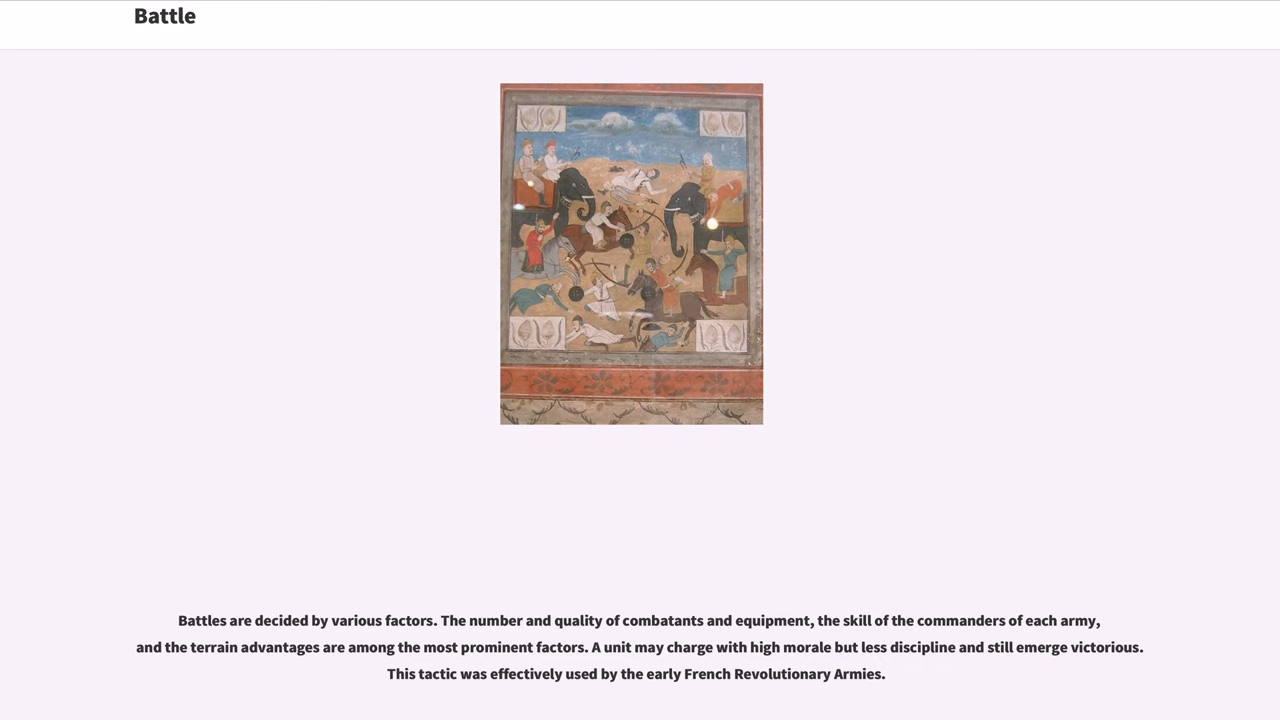 Battle
Battles are decided by various factors. The number and quality of combatants and equipment, the skill of the commanders of each army,
and the terrain advantages are among the most prominent factors. A unit may charge with high morale but less discipline and still emerge victorious.
This tactic was effectively used by the early French Revolutionary Armies.